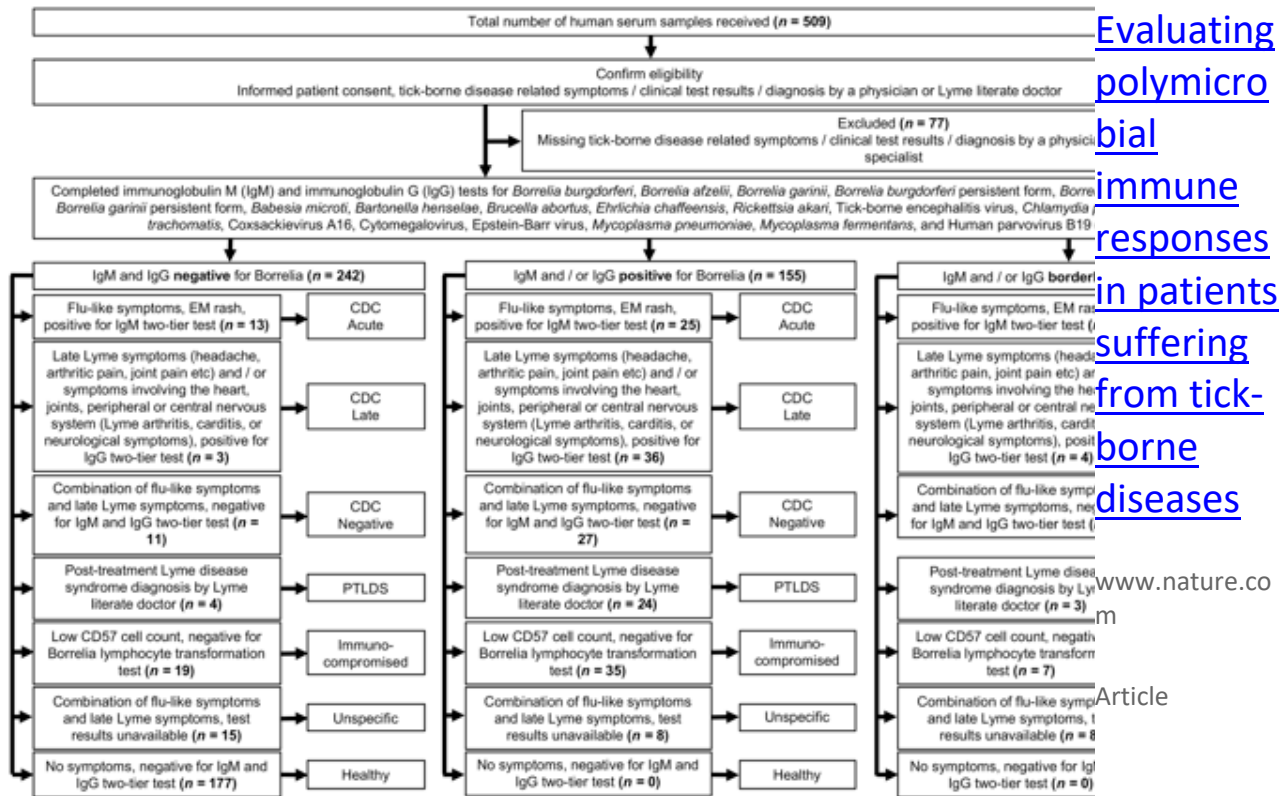 Total number of human serum samples received (n = 509)
Confirm eligibility
Informed patient consent, tick-borne disease related symptoms / clinical test results / diagnosis by a physician or Lyme literate doctor
Excluded (n = 77)
Missing tick-borne disease related symptoms / clinical test results / diagnosis by a
specialist
Completed immunoglobulin M (IgM) and immunoglobulin G (IgG) tests for Borrelia burgdorferi, Borrelia afzelii, Borrelia garinii, Borrelia burgdorferi persistent form,
Borrelia garinii persistent form, Babesia microti, Bartonella henselae, Brucella abortus, Ehrlichia chaffeensis, Rickettsia akari, Tick-borne encephalitis virus, Chlamydia
trachomatis, Coxsackievirus A16, Cytomegalovirus, Epstein-Barr virus, Mycoplasma pneumoniae, Mycoplasma fermentans, and Human parvovirus B19
IgM and IgG negative for Borrelia (n = 242)
Flu-like symptoms, EM rash,
positive for IgM two-tier test (n = 13)
CDC
Acute
Late Lyme symptoms (headache,
arthritic pain, joint pain etc) and / or
symptoms involving the heart,
joints, peripheral or central nervous
system (Lyme arthritis, carditis, or
neurological symptoms), positive for
IgG two-tier test (n = 3)
CDC
Late
Combination of flu-like symptoms
and late Lyme symptoms, negative
for IgM and IgG two-tier test (n =
11)
CDC
Negative
Post-treatment Lyme disease
syndrome diagnosis by Lyme
literate doctor (n = 4)
PTLDS
Low CD57 cell count, negative for
Borrelia lymphocyte transformation
test (n = 19)
Immuno-
compromised
Combination of flu-like symptoms
and late Lyme symptoms, test
results unavailable (n = 15)
Unspecific
No symptoms, negative for IgM and
IgG two-tier test (n = 177)
Healthy
IgM and / or IgG positive for Borrelia (n = 155)
Flu-like symptoms, EM rash,
positive for IgM two-tier test (n = 25)
CDC
Acute
Late Lyme symptoms (headache,
arthritic pain, joint pain etc) and / or
symptoms involving the heart,
joints, peripheral or central nervous
system (Lyme arthritis, carditis, or
neurological symptoms), positive for
IgG two-tier test (n = 36)
CDC
Late
Combination of flu-like symptoms
and late Lyme symptoms, negative
for IgM and IgG two-tier test (n =
27)
CDC
Negative
Post-treatment Lyme disease
syndrome diagnosis by Lyme
literate doctor (n = 24)
PTLDS
Low CD57 cell count, negative for
Borrelia lymphocyte transformation
test (n = 35)
Immuno-
compromised
Combination of flu-like symptoms
and late Lyme symptoms, test
results unavailable (n = 8)
Unspecific
No symptoms, negative for IgM and
IgG two-tier test (n = 0)
Healthy
IgM and / or IgG
Flu-like symptoms, EM
positive for IgM two-tier test
Late Lyme symptoms
arthritic pain, joint pain etc)
symptoms involving the
joints, peripheral or central
system (Lyme arthritis,
neurological symptoms),
IgG two-tier test (n = 4)
Combination of flu-like
and late Lyme symptoms,
for IgM and IgG two-tier test
Post-treatment Lyme
syndrome diagnosis by
literate doctor (n = 3)
Low CD57 cell count,
Borrelia lymphocyte
test (n = 7)
Combination of flu-like
and late Lyme symptoms,
results unavailable (n = 8
No symptoms, negative for
IgG two-tier test (n = 0)
Evaluating
polymicro
bial
immune
responses
in patients
suffering
from tick-
borne
diseases
www.nature.co
m
Article